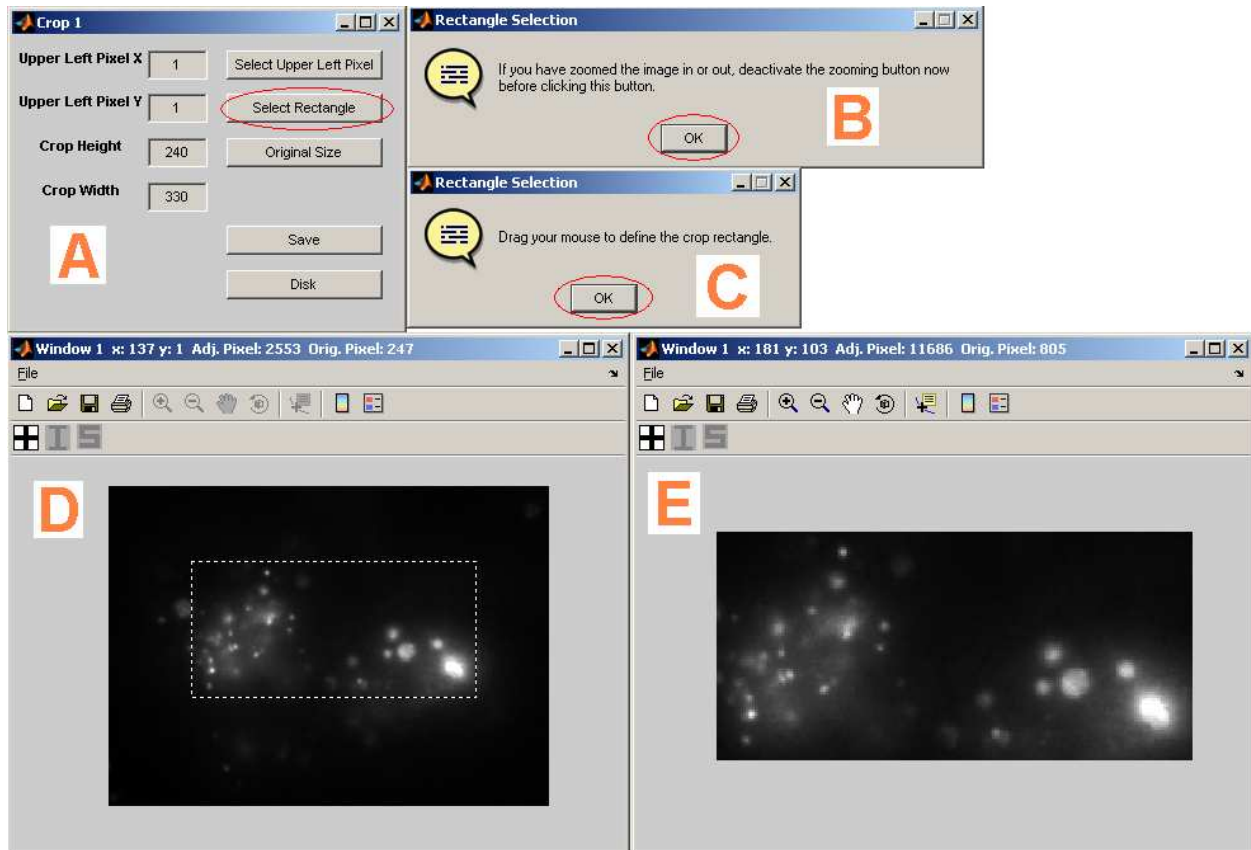 Crop 1
Upper Left Pixel X
1
Select Upper Left Pixel
Upper Left Pixel Y
1
Select Rectangle
Crop Height
240
Original Size
Crop Width
330
Save
Disk
A
Rectangle Selection
If you have zoomed the image in or out, deactivate the zooming button now
before clicking this button.
OK
B
Rectangle Selection
Drag your mouse to define the crop rectangle.
OK
C
Window 1 x: 137 y: 1 Adj. Pixel: 2553 Orig. Pixel: 247
File
I S
D
Window 1 x: 181 y: 103 Adj. Pixel: 11686 Orig. Pixel: 805
File
I S
E